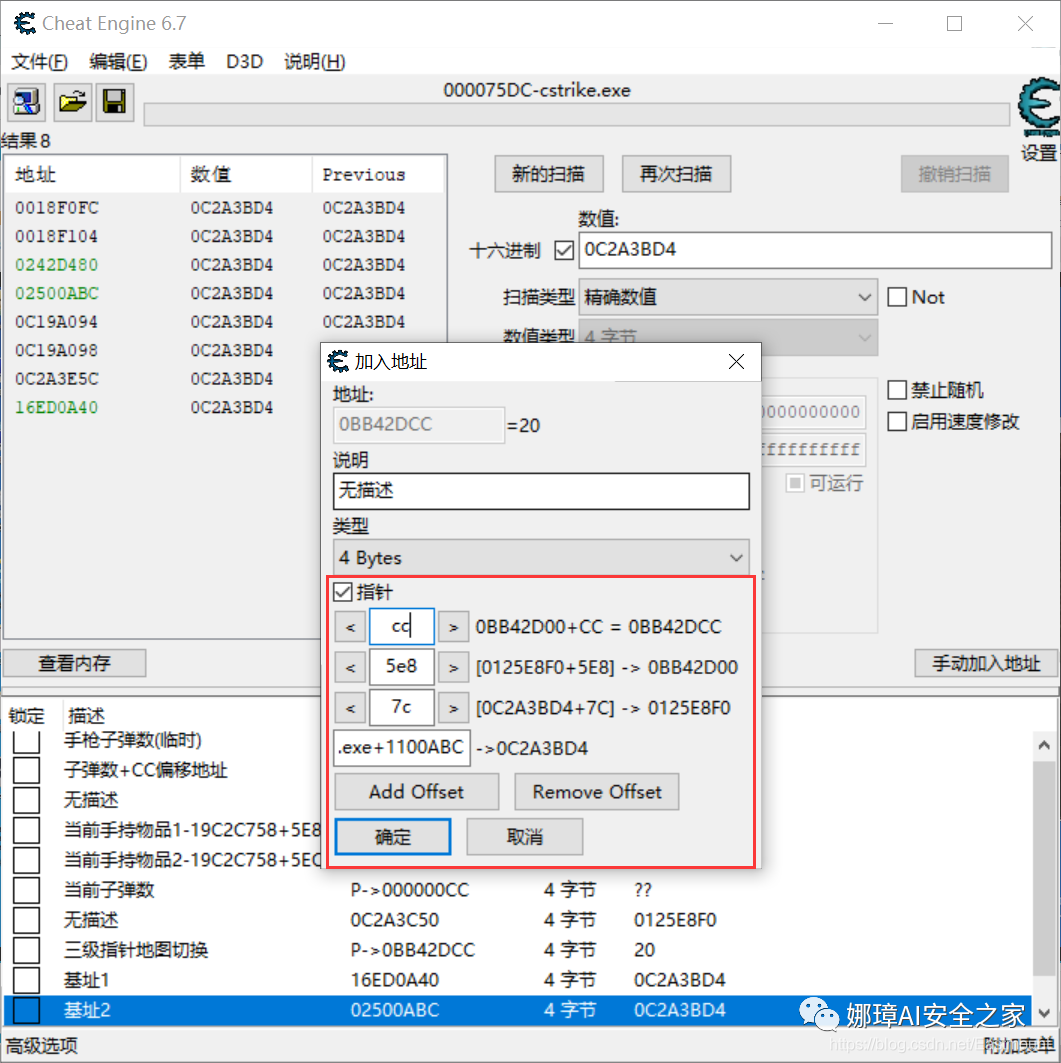 Cheat Engine 6.7
文件(F) 编辑(E) 表单 D3D 说明(H)
000075DC-cstrike.exe
设置
结果 8
地址 数值 Previous
0018F0FC 0C2A3BD4 0C2A3BD4
0018F104 0C2A3BD4 0C2A3BD4
0242D480 0C2A3BD4 0C2A3BD4
02500ABC 0C2A3BD4 0C2A3BD4
0C19A094 0C2A3BD4 0C2A3BD4
0C19A098 0C2A3BD4
0C2A3E5C 0C2A3BD4
16ED0A40 0C2A3BD4
新的扫描 再次扫描 撤销扫描
数值:
十六进制 0C2A3BD4
扫描类型 精确数值 Not
数值类型 4 字节
0000000000
ffffffffff
可运行
禁止随机
启用速度修改
加入地址
地址:
0BB42DCC =20
说明
无描述
类型
4 Bytes
指针
< cc > 0BB42D00+CC = 0BB42DCC
< 5e8 > [0125E8F0+5E8] -> 0BB42D00
< 7c > [0C2A3BD4+7C] -> 0125E8F0
.exe+1100ABC ->0C2A3BD4
Add Offset Remove Offset
确定 取消
查看内存 手动加入地址
锁定 描述
手枪子弹数(临时)
子弹数+CC偏移地址
无描述
当前手持物品1-19C2C758+5E8
当前手持物品2-19C2C758+5EC
当前子弹数 P->000000CC 4 字节 ??
无描述 0C2A3C50 4 字节 0125E8F0
三级指针地图切换 P->0BB42DCC 4 字节 20
基址1 16ED0A40 4 字节 0C2A3BD4
基址2 02500ABC 4 字节 0C2A3BD4
娜璋AI安全之家
高级选项 附加表单